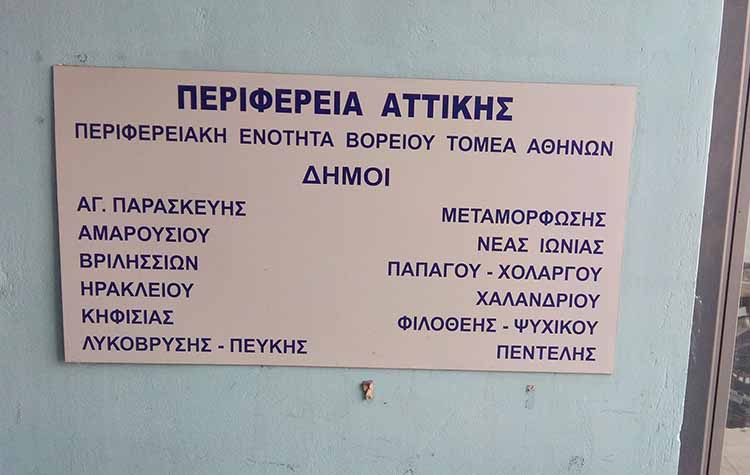 ΠΕΡΙΦΕΡΕΙΑ ΑΤΤΙΚΗΣ
ΠΕΡΙΦΕΡΕΙΑΚΗ ΕΝΟΤΗΤΑ ΒΟΡΕΙΟΥ ΤΟΜΕΑ ΑΘΗΝΩΝ
ΔΗΜΟΙ
ΑΓ. ΠΑΡΑΣΚΕΥΗΣ
ΑΜΑΡΟΥΣΙΟΥ
ΒΡΙΛΗΣΣΙΩΝ
ΗΡΑΚΛΕΙΟΥ
ΚΗΦΙΣΙΑΣ
ΛΥΚΟΒΡΥΣΗΣ - ΠΕΥΚΗΣ
ΜΕΤΑΜΟΡΦΩΣΗΣ
ΝΕΑΣ ΙΩΝΙΑΣ
ΠΑΠΑΓΟΥ - ΧΟΛΑΡΓΟΥ
ΧΑΛΑΝΔΡΙΟΥ
ΦΙΛΟΘΕΗΣ - ΨΥΧΙΚΟΥ
ΠΕΝΤΕΛΗΣ